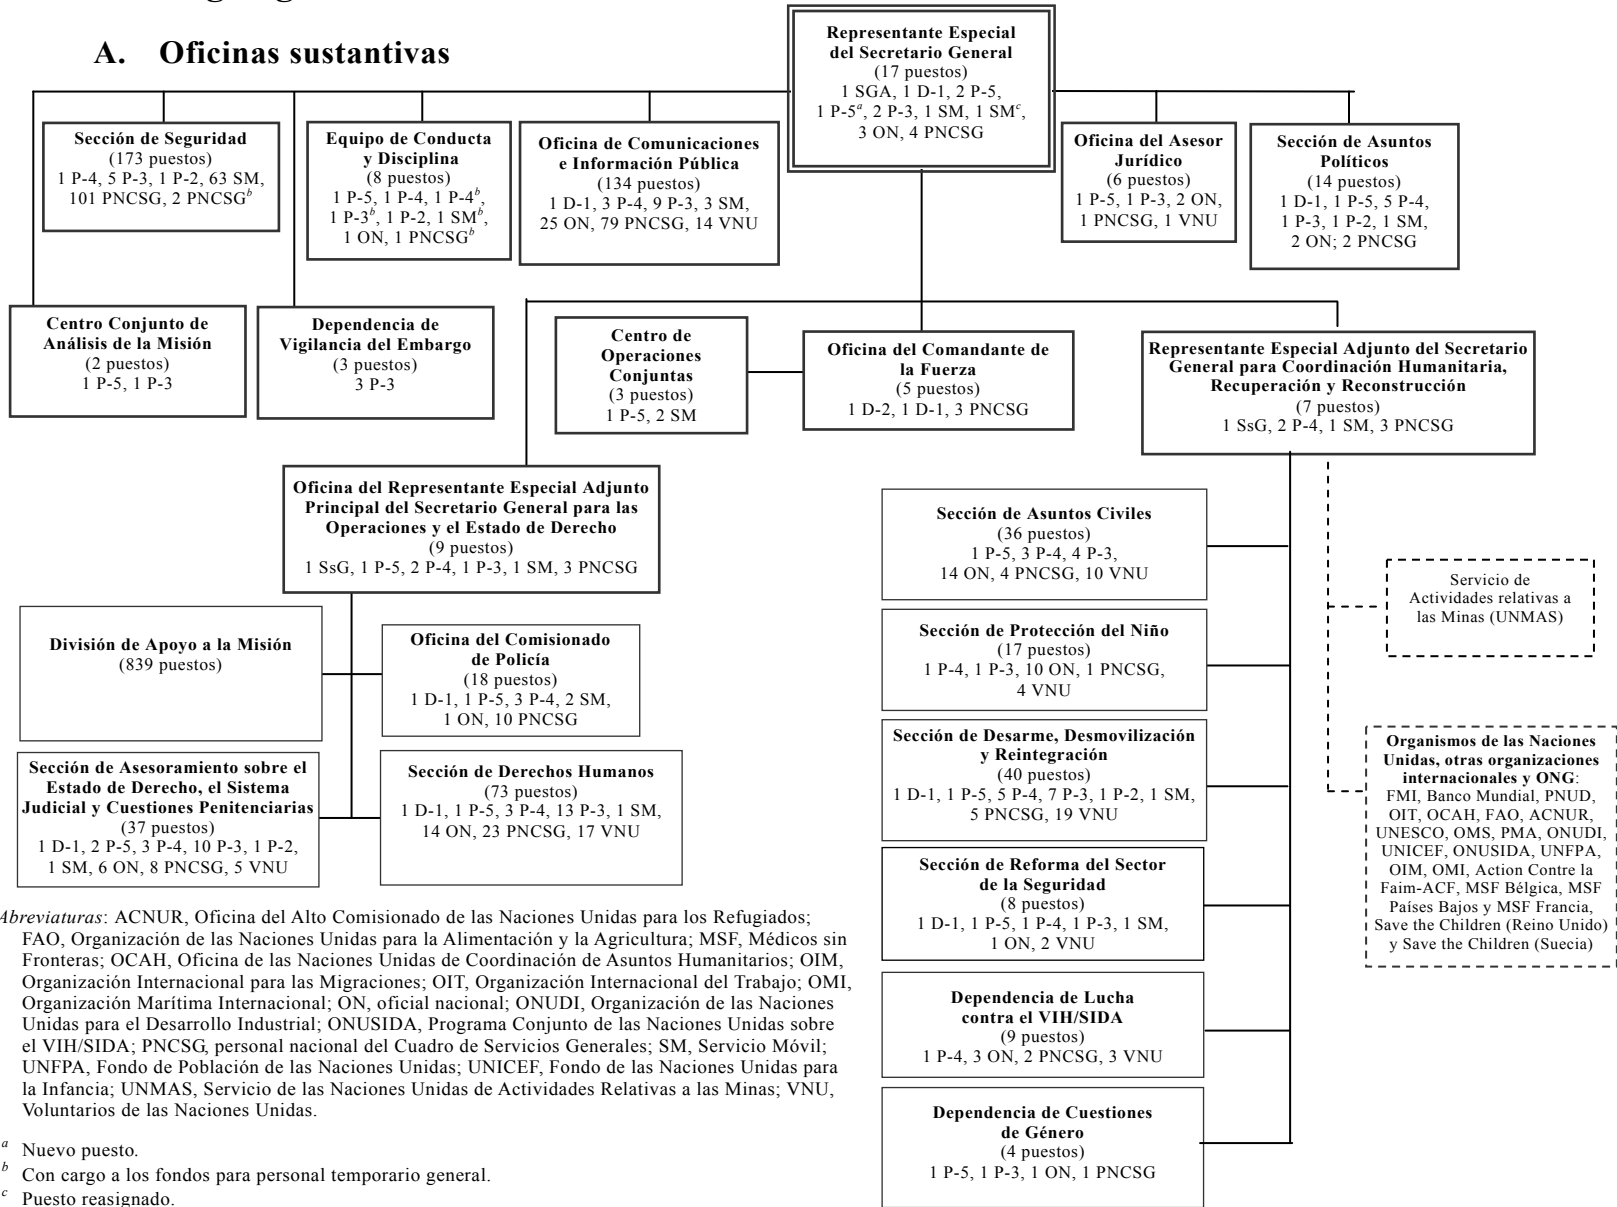 A. Oficinas sustantivas
Representante Especial
del Secretario General
(17 puestos)
1 SGA, 1 D-1, 2 P-5,
1 P-5a, 2 P-3, 1 SM, 1 SMc,
3 ON, 4 PNCSG
Sección de Seguridad
(173 puestos)
1 P-4, 5 P-3, 1 P-2, 63 SM,
101 PNCSG, 2 PNCSGb
Equipo de Conducta
y Disciplina
(8 puestos)
1 P-5, 1 P-4, 1 P-4b,
1 P-3b, 1 P-2, 1 SMb,
1 ON, 1 PNCSGb
Oficina de Comunicaciones
e Información Pública
(134 puestos)
1 D-1, 3 P-4, 9 P-3, 3 SM,
25 ON, 79 PNCSG, 14 VNU
Oficina del Asesor
Jurídico
(6 puestos)
1 P-5, 1 P-3, 2 ON,
1 PNCSG, 1 VNU
Sección de Asuntos
Políticos
(14 puestos)
1 D-1, 1 P-5, 5 P-4,
1 P-3, 1 P-2, 1 SM,
2 ON; 2 PNCSG
Centro Conjunto de
Análisis de la Misión
(2 puestos)
1 P-5, 1 P-3
Dependencia de
Vigilancia del Embargo
(3 puestos)
3 P-3
Centro de
Operaciones
Conjuntas
(3 puestos)
1 P-5, 2 SM
Oficina del Comandante de
la Fuerza
(5 puestos)
1 D-2, 1 D-1, 3 PNCSG
Representante Especial Adjunto del Secretario
General para Coordinación Humanitaria,
Recuperación y Reconstrucción
(7 puestos)
1 SsG, 2 P-4, 1 SM, 3 PNCSG
Oficina del Representante Especial Adjunto
Principal del Secretario General para las
Operaciones y el Estado de Derecho
(9 puestos)
1 SsG, 1 P-5, 2 P-4, 1 P-3, 1 SM, 3 PNCSG
División de Apoyo a la Misión
(839 puestos)
Oficina del Comisionado
de Policía
(18 puestos)
1 D-1, 1 P-5, 3 P-4, 2 SM,
1 ON, 10 PNCSG
Sección de Asesoramiento sobre el
Estado de Derecho, el Sistema
Judicial y Cuestiones Penitenciarias
(37 puestos)
1 D-1, 2 P-5, 3 P-4, 10 P-3, 1 P-2,
1 SM, 6 ON, 8 PNCSG, 5 VNU
Sección de Derechos Humanos
(73 puestos)
1 D-1, 1 P-5, 3 P-4, 13 P-3, 1 SM,
14 ON, 23 PNCSG, 17 VNU
Sección de Asuntos Civiles
(36 puestos)
1 P-5, 3 P-4, 4 P-3,
14 ON, 4 PNCSG, 10 VNU
Sección de Protección del Niño
(17 puestos)
1 P-4, 1 P-3, 10 ON, 1 PNCSG,
4 VNU
Sección de Desarme, Desmovilización
y Reintegración
(40 puestos)
1 D-1, 1 P-5, 5 P-4, 7 P-3, 1 P-2, 1 SM,
5 PNCSG, 19 VNU
Sección de Reforma del Sector
de la Seguridad
(8 puestos)
1 D-1, 1 P-5, 1 P-4, 1 P-3, 1 SM,
1 ON, 2 VNU
Dependencia de Lucha
contra el VIH/SIDA
(9 puestos)
1 P-4, 3 ON, 2 PNCSG, 3 VNU
Dependencia de Cuestiones
de Género
(4 puestos)
1 P-5, 1 P-3, 1 ON, 1 PNCSG
Servicio de
Actividades relativas a
las Minas (UNMAS)
Organismos de las Naciones
Unidas, otras organizaciones
internacionales y ONG:
FMI, Banco Mundial, PNUD,
OIT, OCAH, FAO, ACNUR,
UNESCO, OMS, PMA, ONUDI,
UNICEF, ONUSIDA, UNFPA,
OIM, OMI, Action Contre la
Faim-ACF, MSF Bélgica, MSF
Países Bajos y MSF Francia,
Save the Children (Reino Unido)
y Save the Children (Suecia)
Abreviaturas: ACNUR, Oficina del Alto Comisionado de las Naciones Unidas para los Refugiados;
FAO, Organización de las Naciones Unidas para la Alimentación y la Agricultura; MSF, Médicos sin
Fronteras; OCAH, Oficina de las Naciones Unidas de Coordinación de Asuntos Humanitarios; OIM,
Organización Internacional para las Migraciones; OIT, Organización Internacional del Trabajo; OMI,
Organización Marítima Internacional; ON, oficial nacional; ONUDI, Organización de las Naciones
Unidas para el Desarrollo Industrial; ONUSIDA, Programa Conjunto de las Naciones Unidas sobre
el VIH/SIDA; PNCSG, personal nacional del Cuadro de Servicios Generales; SM, Servicio Móvil;
UNFPA, Fondo de Población de las Naciones Unidas; UNICEF, Fondo de las Naciones Unidas para
la Infancia; UNMAS, Servicio de las Naciones Unidas de Actividades Relativas a las Minas; VNU,
Voluntarios de las Naciones Unidas.
a Nuevo puesto.
b Con cargo a los fondos para personal temporario general.
c Puesto reasignado.